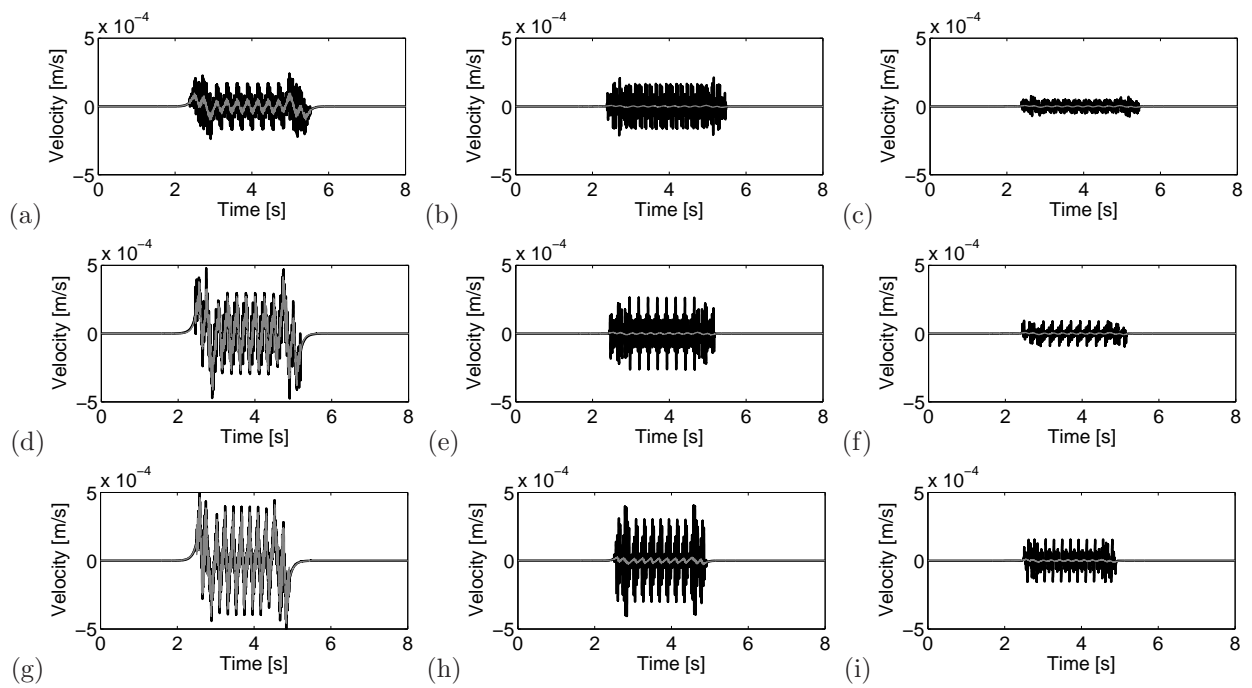 x 10⁻⁴ x 10⁻⁴ x 10⁻⁴
5 5 5
Velocity [m/s] Velocity [m/s] Velocity [m/s]
0 0 0
−5 −5 −5
0 2 4 6 8 0 2 4 6 8 0 2 4 6 8
(a) Time [s] (b) Time [s] (c) Time [s]
x 10⁻⁴ x 10⁻⁴ x 10⁻⁴
5 5 5
Velocity [m/s] Velocity [m/s] Velocity [m/s]
0 0 0
−5 −5 −5
0 2 4 6 8 0 2 4 6 8 0 2 4 6 8
(d) Time [s] (e) Time [s] (f) Time [s]
x 10⁻⁴ x 10⁻⁴ x 10⁻⁴
5 5 5
Velocity [m/s] Velocity [m/s] Velocity [m/s]
0 0 0
−5 −5 −5
0 2 4 6 8 0 2 4 6 8 0 2 4 6 8
(g) Time [s] (h) Time [s] (i) Time [s]